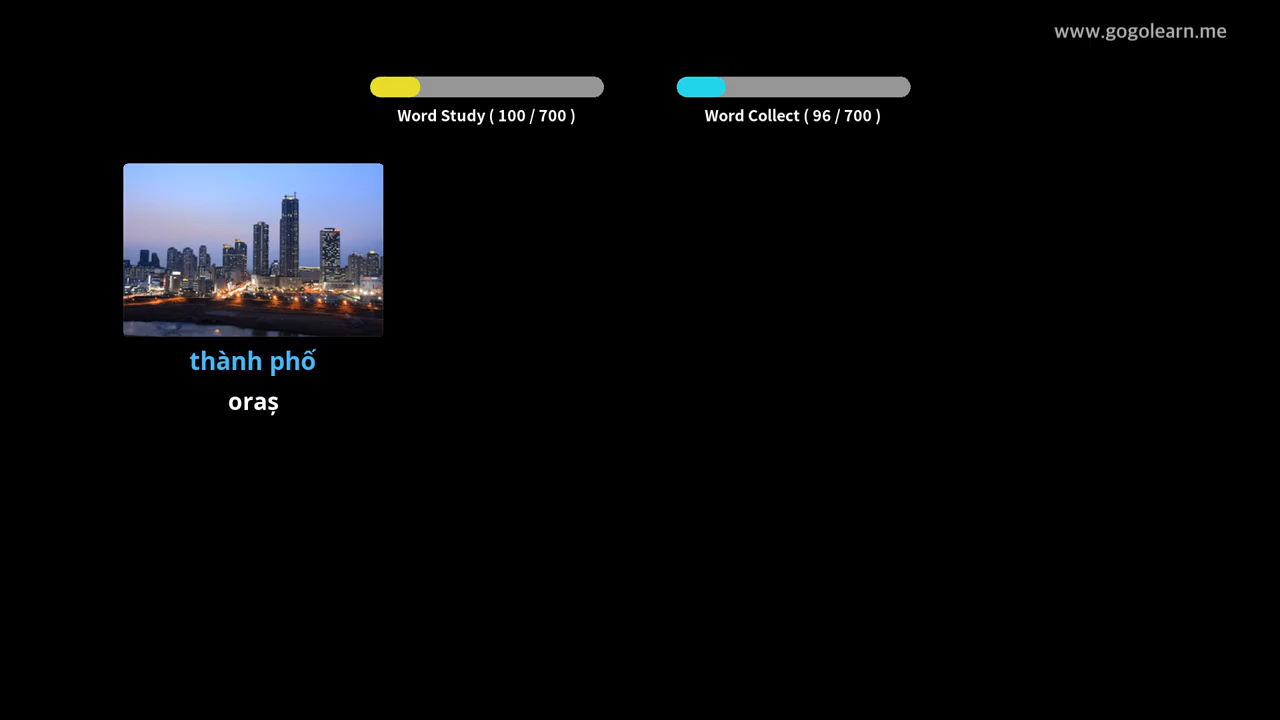 www.gogolearn.me
Word Study ( 100 / 700 )
Word Collect ( 96 / 700 )
thành phố
oraș